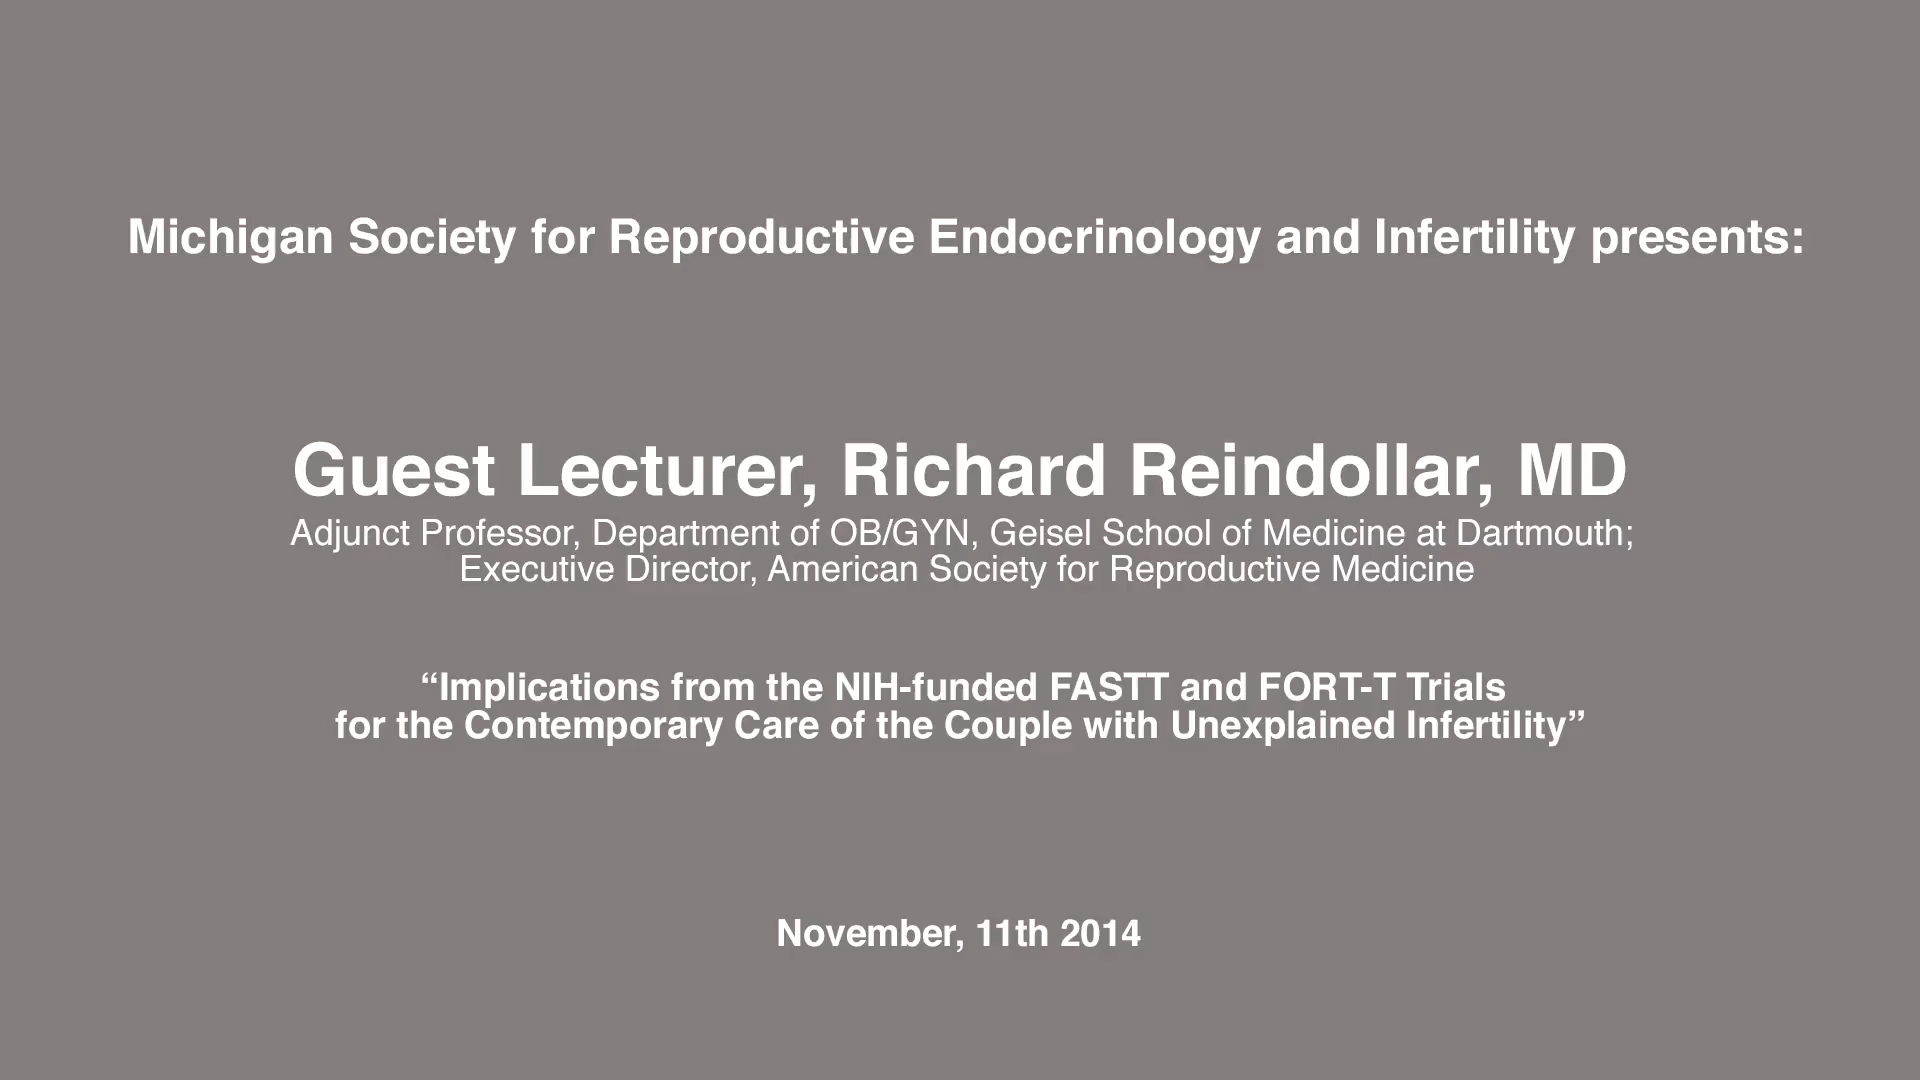 Michigan Society for Reproductive Endocrinology and Infertility presents:
Guest Lecturer, Richard Reindollar, MD
Adjunct Professor, Department of OB/GYN, Geisel School of Medicine at Dartmouth;
Executive Director, American Society for Reproductive Medicine
“Implications from the NIH-funded FASTT and FORT-T Trials
for the Contemporary Care of the Couple with Unexplained Infertility”
November, 11th 2014